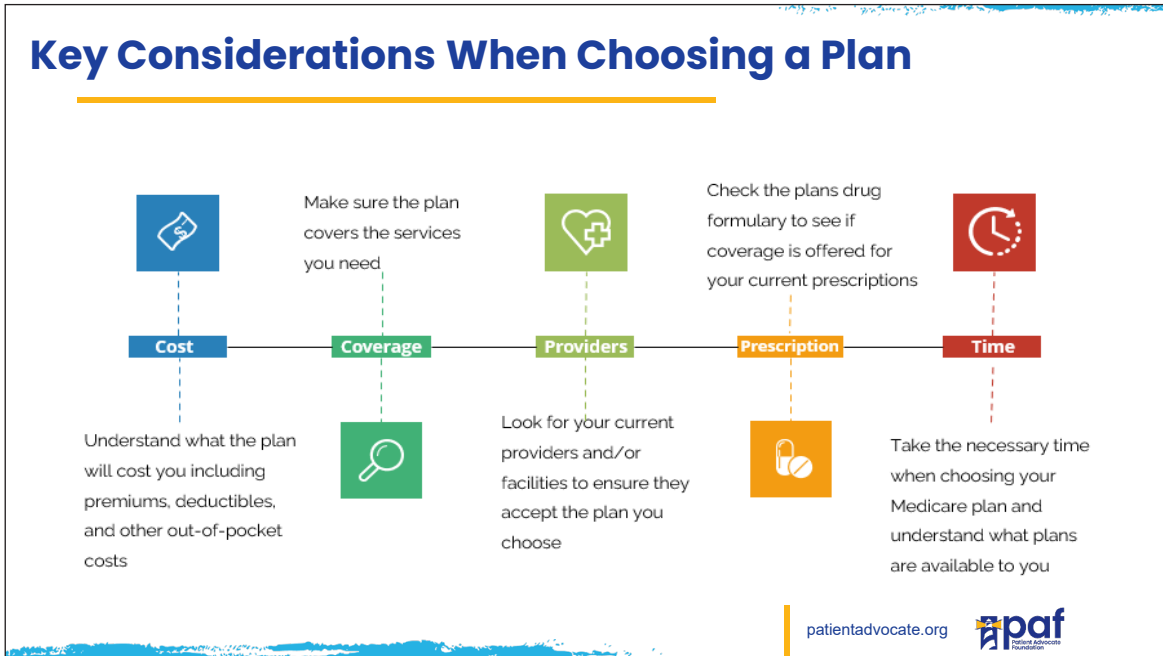 Key Considerations When Choosing a Plan
Cost
Understand what the plan
will cost you including
premiums, deductibles,
and other out-of-pocket
costs
Make sure the plan
covers the services
you need
Coverage
Providers
Look for your current
providers and/or
facilities to ensure they
accept the plan you
choose
Check the plans drug
formulary to see if
coverage is offered for
your current prescriptions
Prescription
Time
Take the necessary time
when choosing your
Medicare plan and
understand what plans
are available to you
patientadvocate.org
paf
Patient Advocate
Foundation